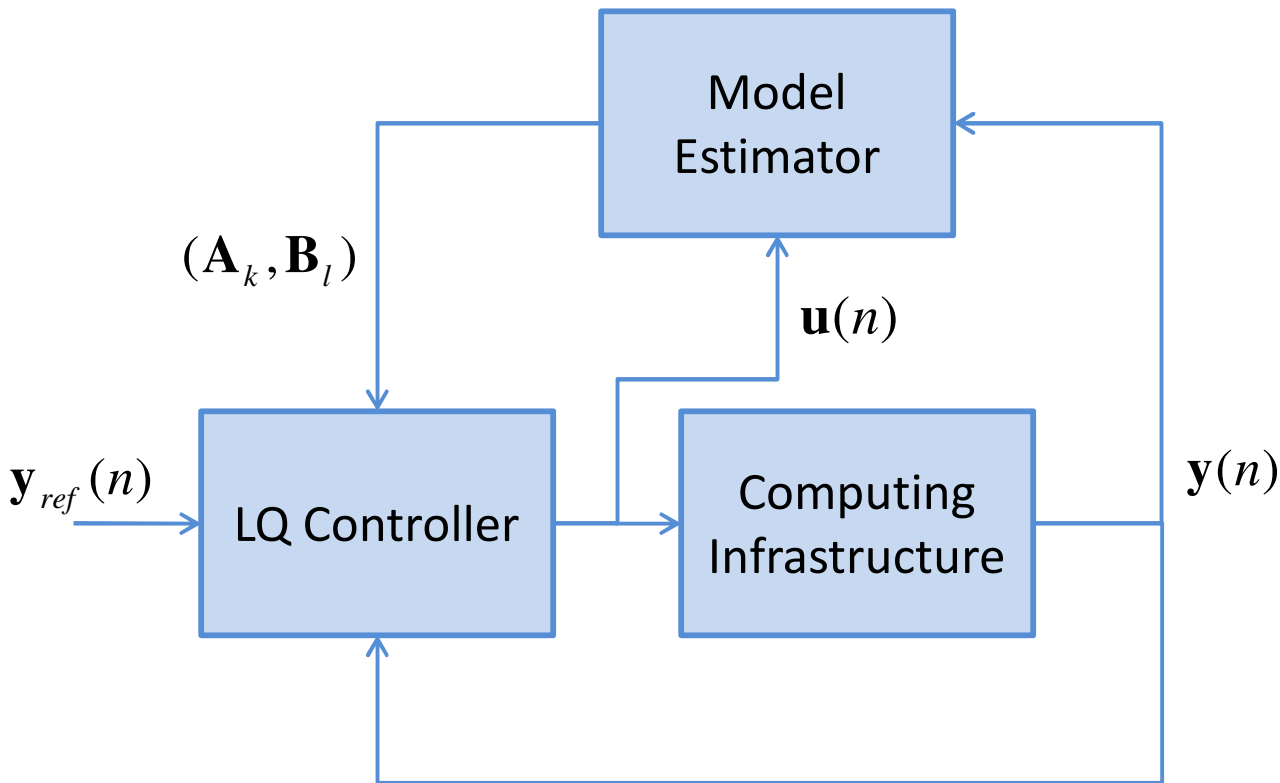 Model
Estimator
(A_k, B_l)
u(n)
y_ref(n)
LQ Controller
Computing
Infrastructure
y(n)